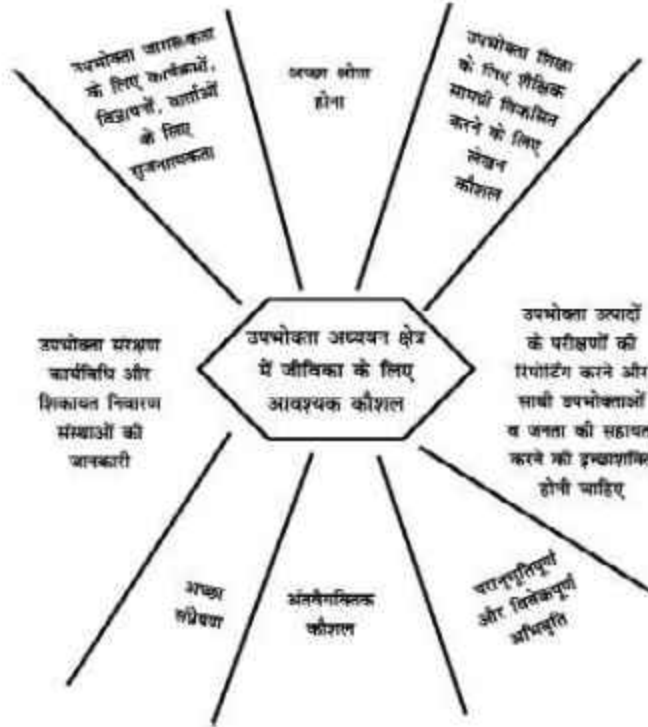 उपभोक्ता जागरूकता
के लिए कार्यक्रमों,
विज्ञापनों, वार्ताओं
के लिए
सृजनात्मकता
अच्छा श्रोता
होना
उपभोक्ता शिक्षा
के लिए शैक्षिक
सामग्री विकसित
करने के लिए
लेखन
कौशल
उपभोक्ता संरक्षण
कार्यविधि और
शिकायत निवारण
संस्थाओं की
जानकारी
उपभोक्ता अध्ययन क्षेत्र
में जीविका के लिए
आवश्यक कौशल
उपभोक्ता उत्पादों
के परीक्षणों की
रिपोर्टिंग करने और
साथी उपभोक्ताओं
व जनता की सहायत
करने की इच्छाशक्ति
होनी चाहिए
अच्छा
संप्रेषण
अंतर्वैयक्तिक
कौशल
परानुभूतिपूर्ण
और विवेकपूर्ण
अभिवृत्ति